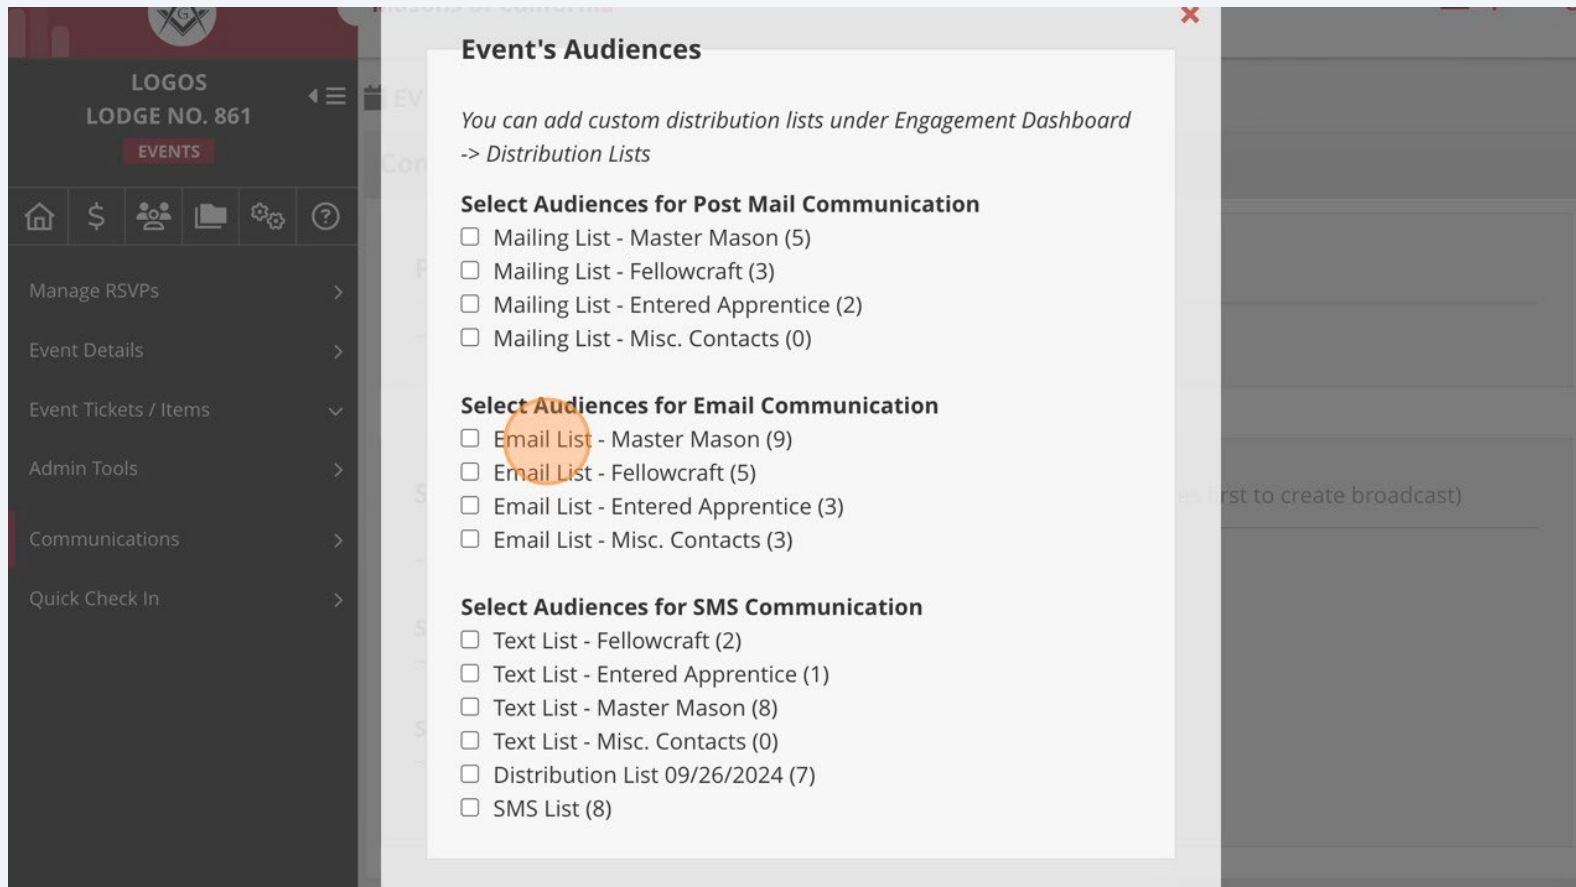 Masons of California
G
LOGOS
LODGE NO. 861
EVENTS
Manage RSVPs
Event Details
Event Tickets / Items
Admin Tools
Communications
Quick Check In
EV
Con
Event's Audiences
You can add custom distribution lists under Engagement Dashboard
-> Distribution Lists
Select Audiences for Post Mail Communication
Mailing List - Master Mason (5)
Mailing List - Fellowcraft (3)
Mailing List - Entered Apprentice (2)
Mailing List - Misc. Contacts (0)
Select Audiences for Email Communication
Email List - Master Mason (9)
Email List - Fellowcraft (5)
Email List - Entered Apprentice (3)
Email List - Misc. Contacts (3)
first to create broadcast)
Select Audiences for SMS Communication
Text List - Fellowcraft (2)
Text List - Entered Apprentice (1)
Text List - Master Mason (8)
Text List - Misc. Contacts (0)
Distribution List 09/26/2024 (7)
SMS List (8)